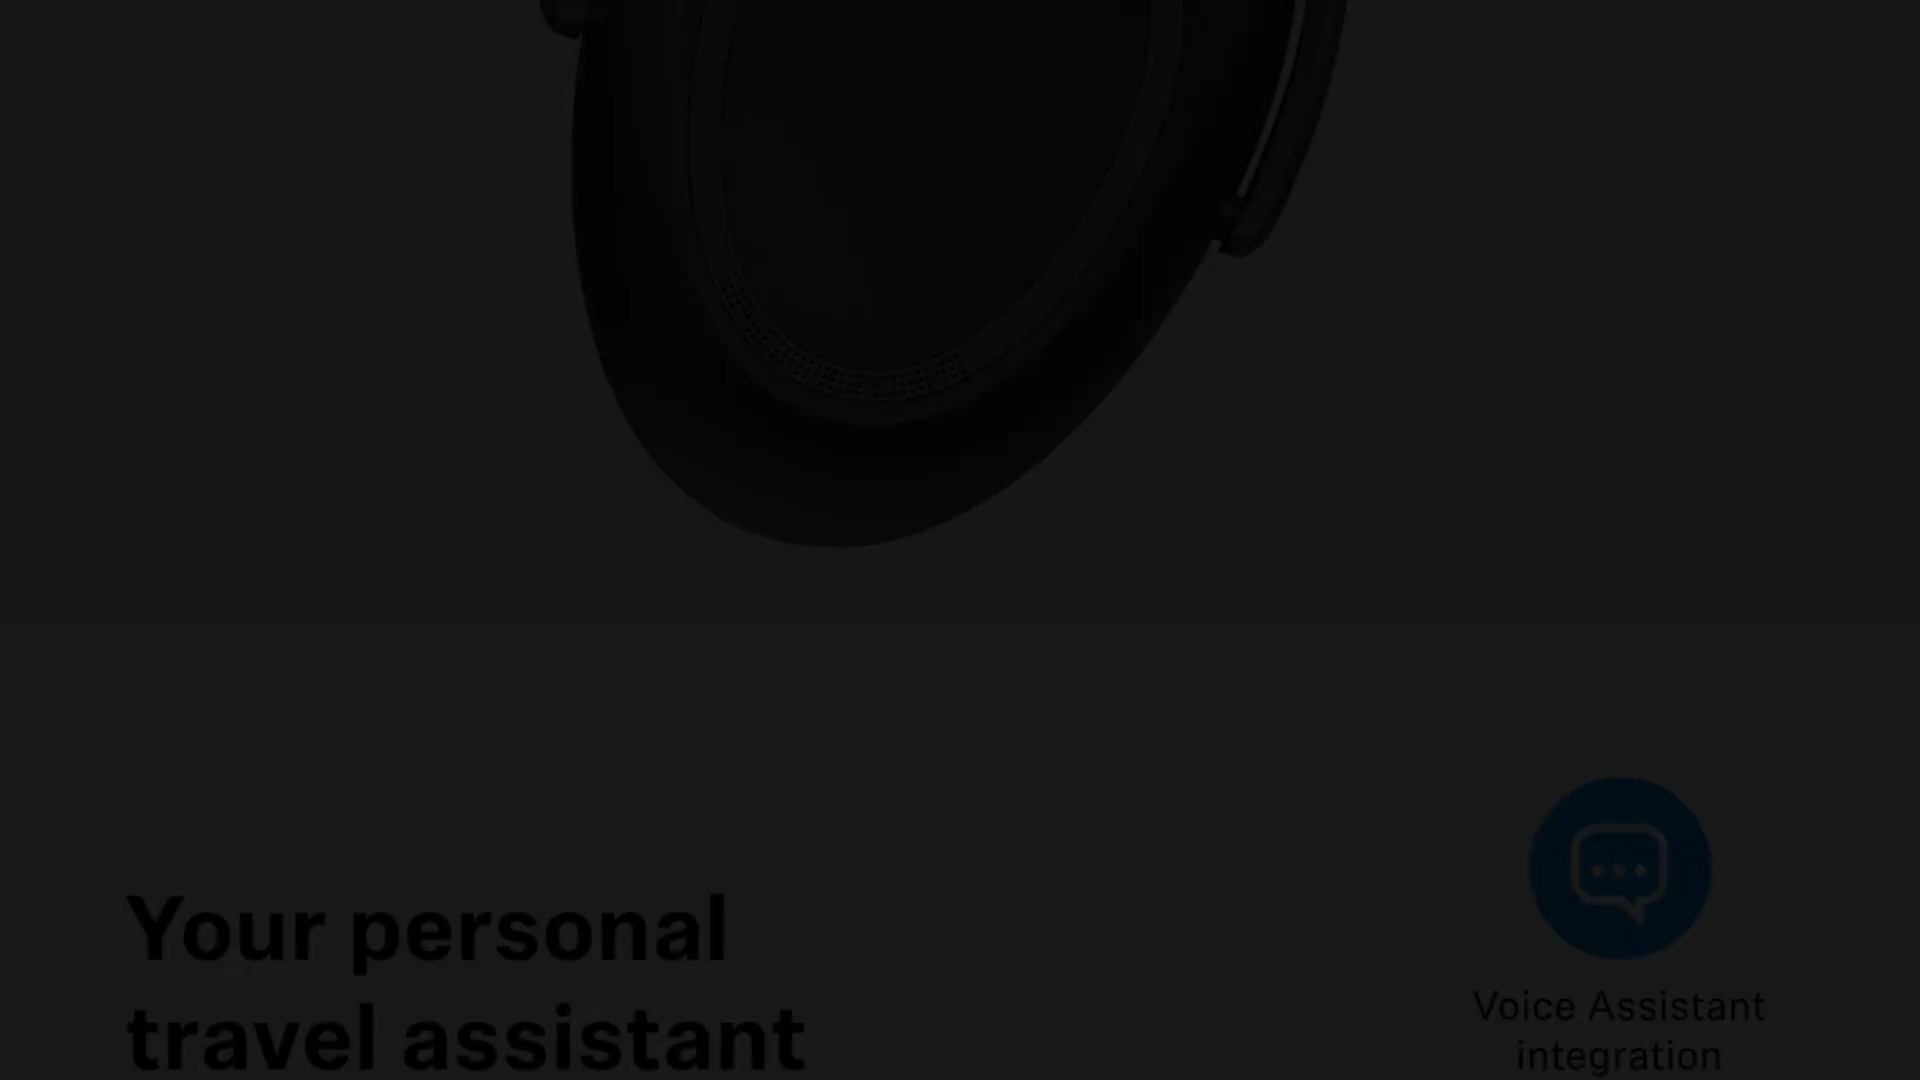 Your personal
travel assistant
Voice Assistant
integration